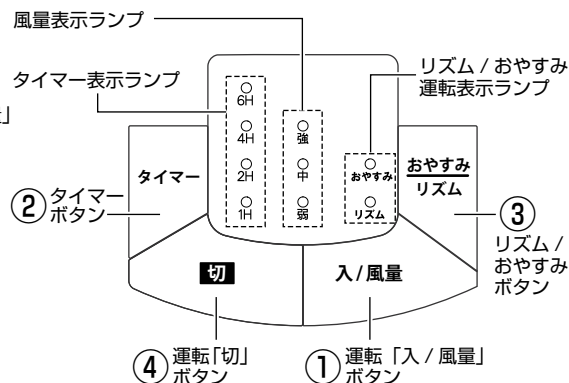 風量表示ランプ
タイマー表示ランプ
リズム / おやすみ
運転表示ランプ
」
6H
4H
2H
1H
強
中
弱
おやすみ
リズム
タイマー
おやすみ
リズム
② タイマー
ボタン
③
リズム /
おやすみ
ボタン
切
入/風量
④ 運転「切」
ボタン
① 運転「入 / 風量」
ボタン